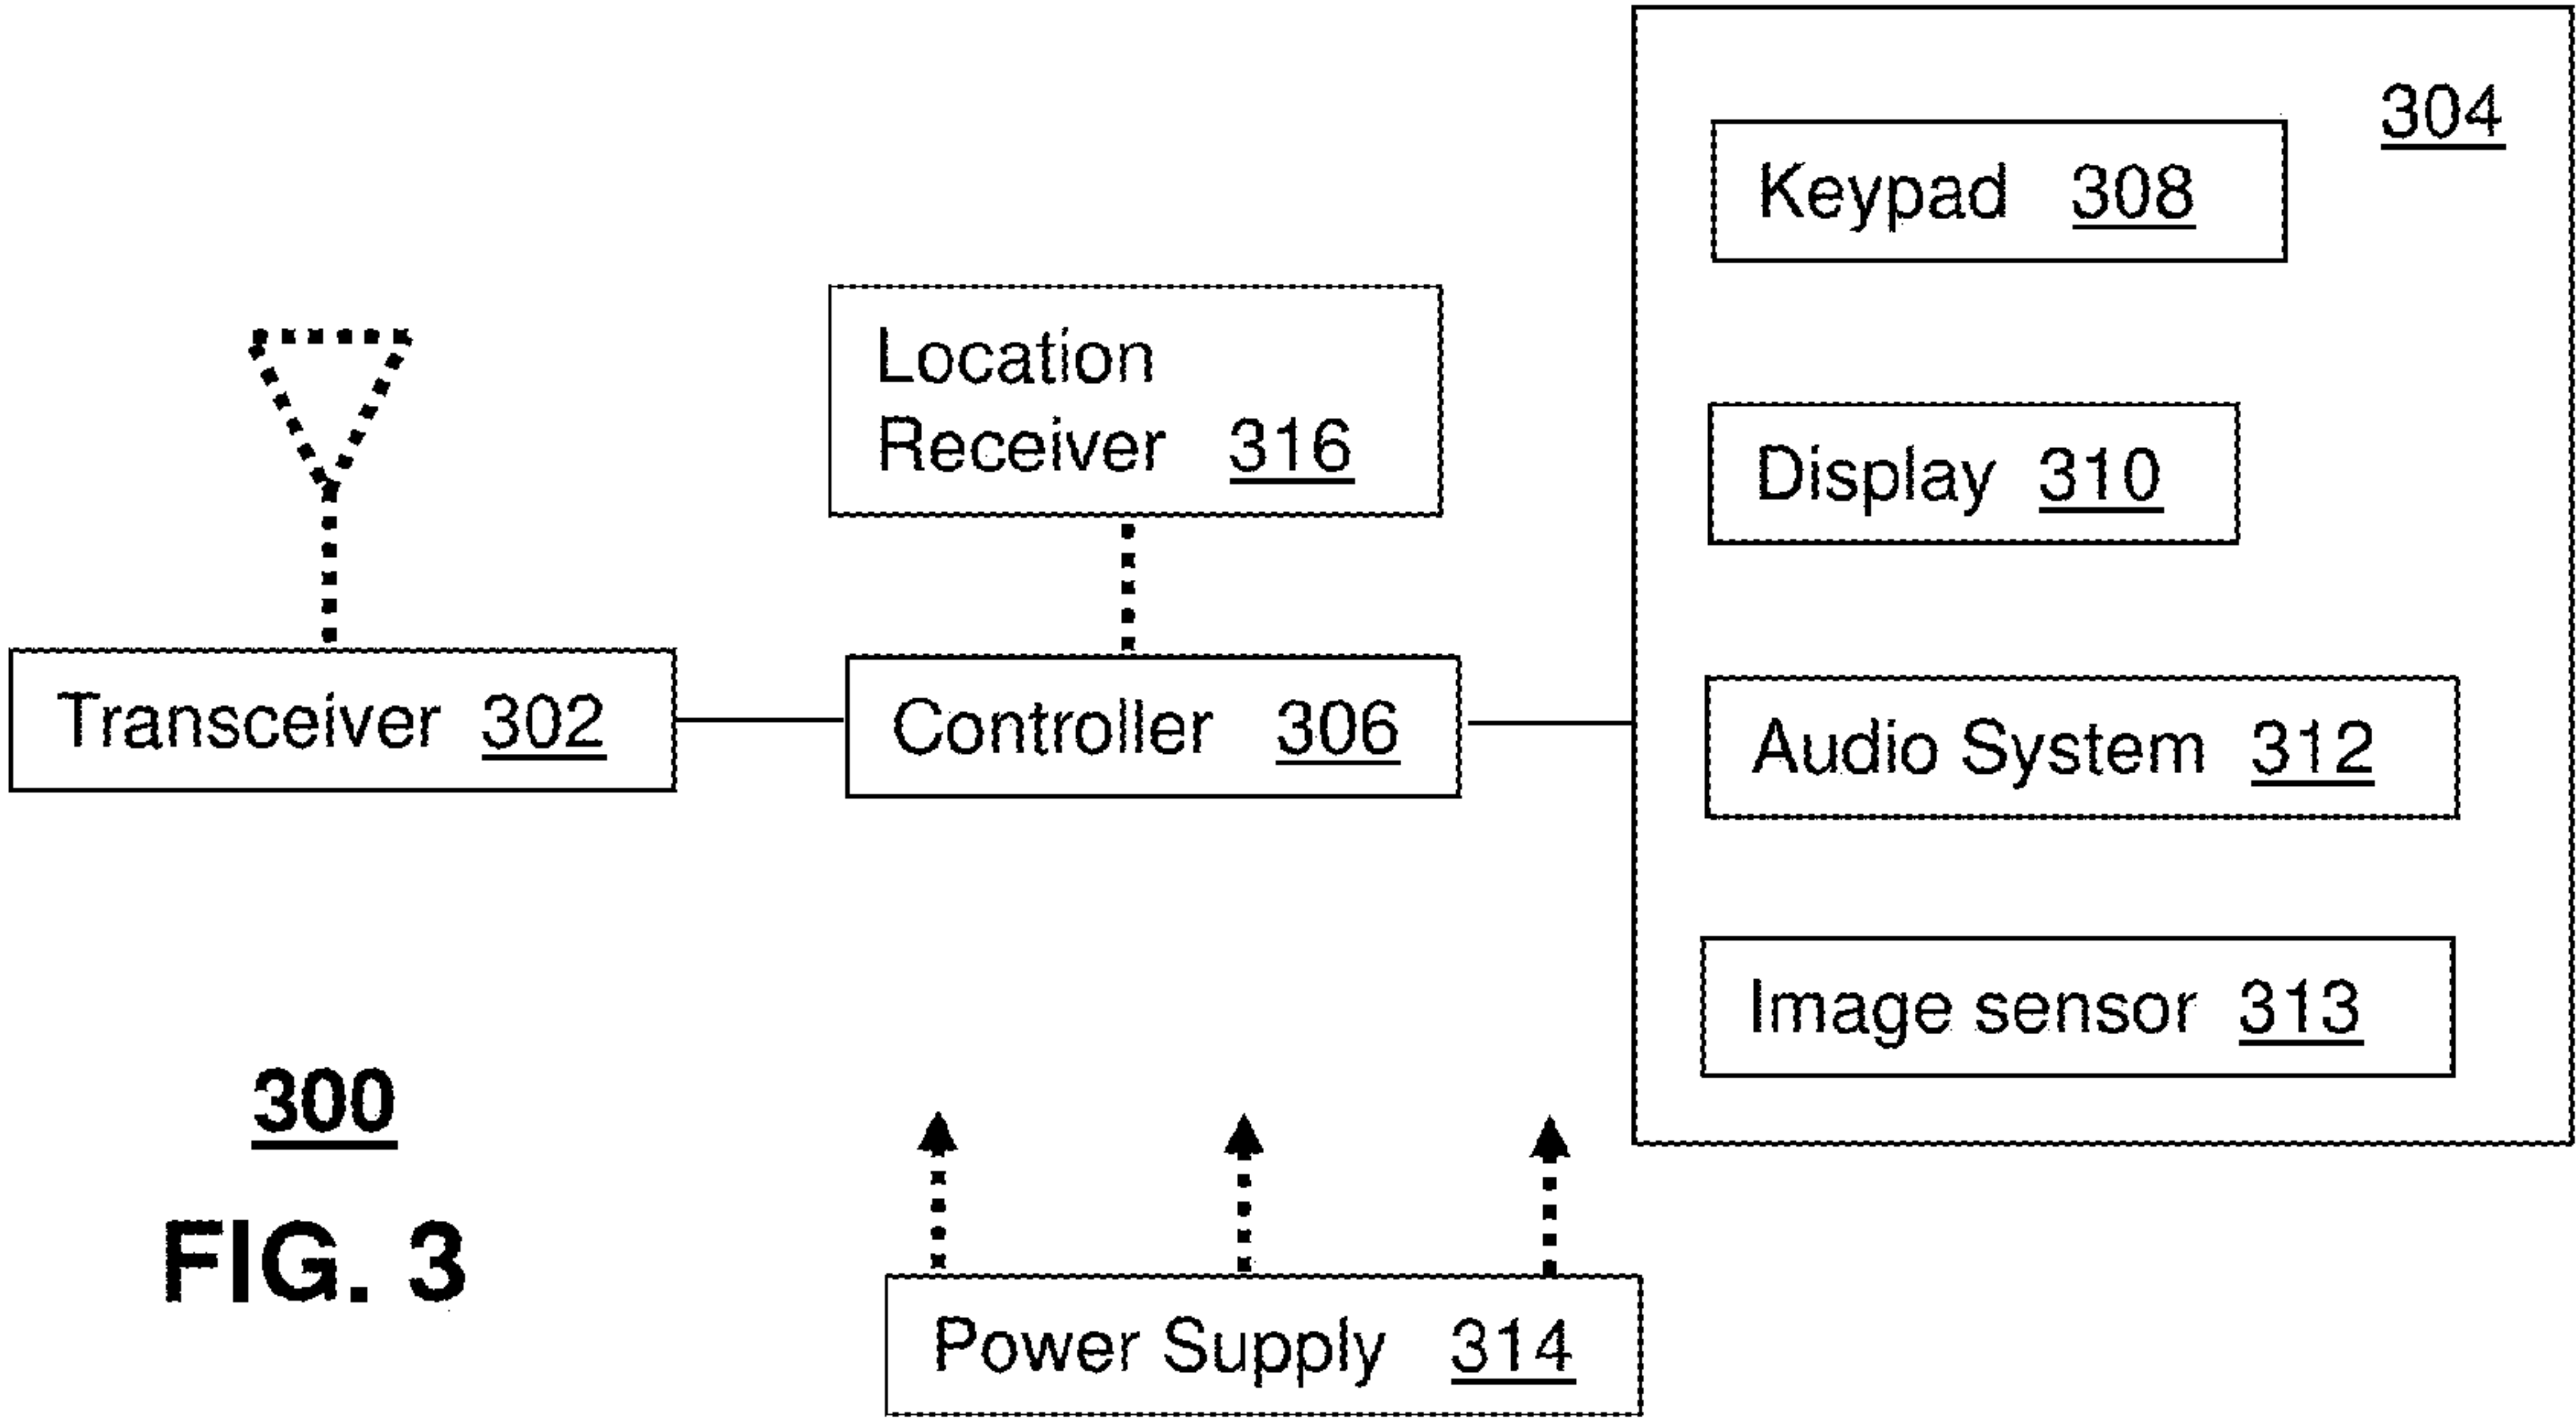 304
Keypad 308
Location
Receiver 316
Display 310
Transceiver 302
Controller 306
Audio System 312
Image sensor 313
300
FIG. 3
Power Supply 314